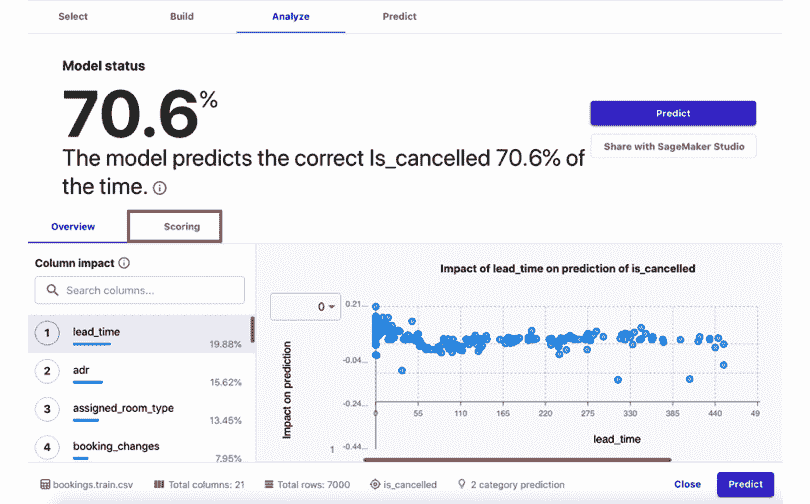 Select Build Analyze Predict
Model status
70.6%
The model predicts the correct Is_cancelled 70.6% of
the time.
Predict
Share with SageMaker Studio
Overview Scoring
Column impact
Search columns...
1 lead_time
19.88%
2 adr
15.62%
3 assigned_room_type
13.45%
4 booking_changes
7.95%
Impact of lead_time on prediction of is_cancelled
0
0.21...
-0.04...
-0.24...
-0.44...
Impact on prediction
1
0 55 110 165 220 275 330 385 440 49
lead_time
bookings.train.csv Total columns: 21 Total rows: 7000 is_cancelled 2 category prediction Close Predict